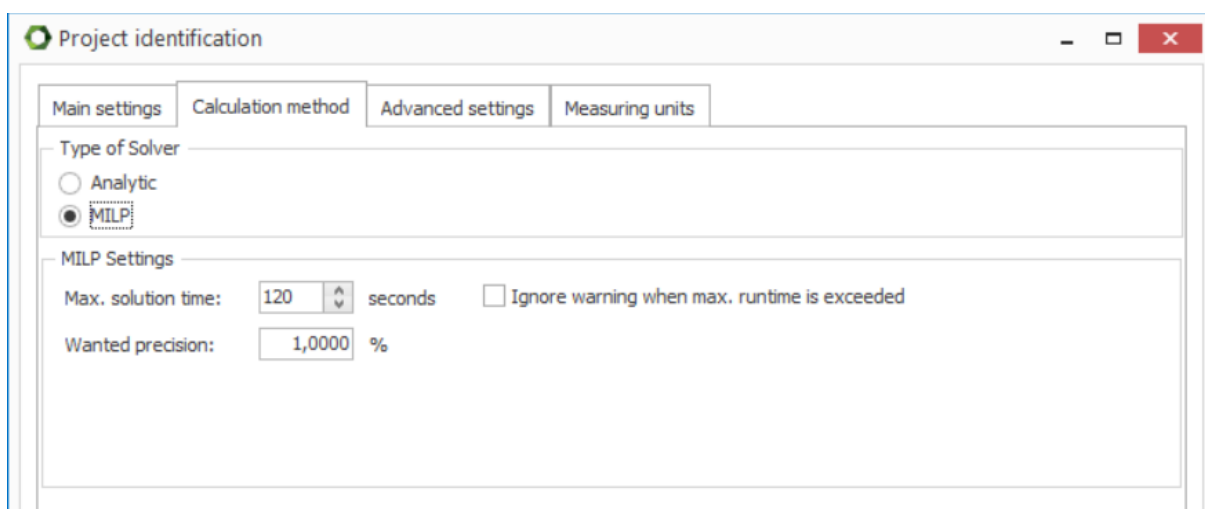 Project identification
Main settings Calculation method Advanced settings Measuring units
Type of Solver
Analytic
MILP
MILP Settings
Max. solution time: 120 seconds Ignore warning when max. runtime is exceeded
Wanted precision: 1,0000 %